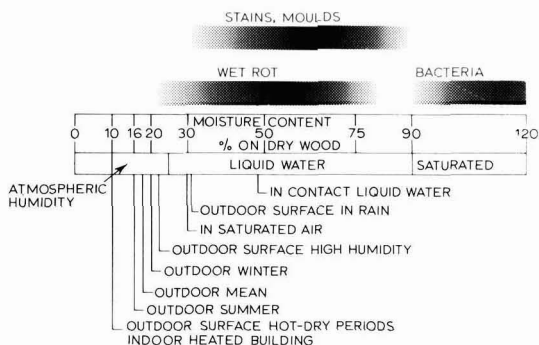 STAINS, MOULDS
WET ROT BACTERIA
MOISTURE CONTENT
0 10 16 20 30 50 75 90 120
% ON DRY WOOD
LIQUID WATER SATURATED
ATMOSPHERIC
HUMIDITY
IN CONTACT LIQUID WATER
OUTDOOR SURFACE IN RAIN
IN SATURATED AIR
OUTDOOR SURFACE HIGH HUMIDITY
OUTDOOR WINTER
OUTDOOR MEAN
OUTDOOR SUMMER
OUTDOOR SURFACE HOT-DRY PERIODS
INDOOR HEATED BUILDING